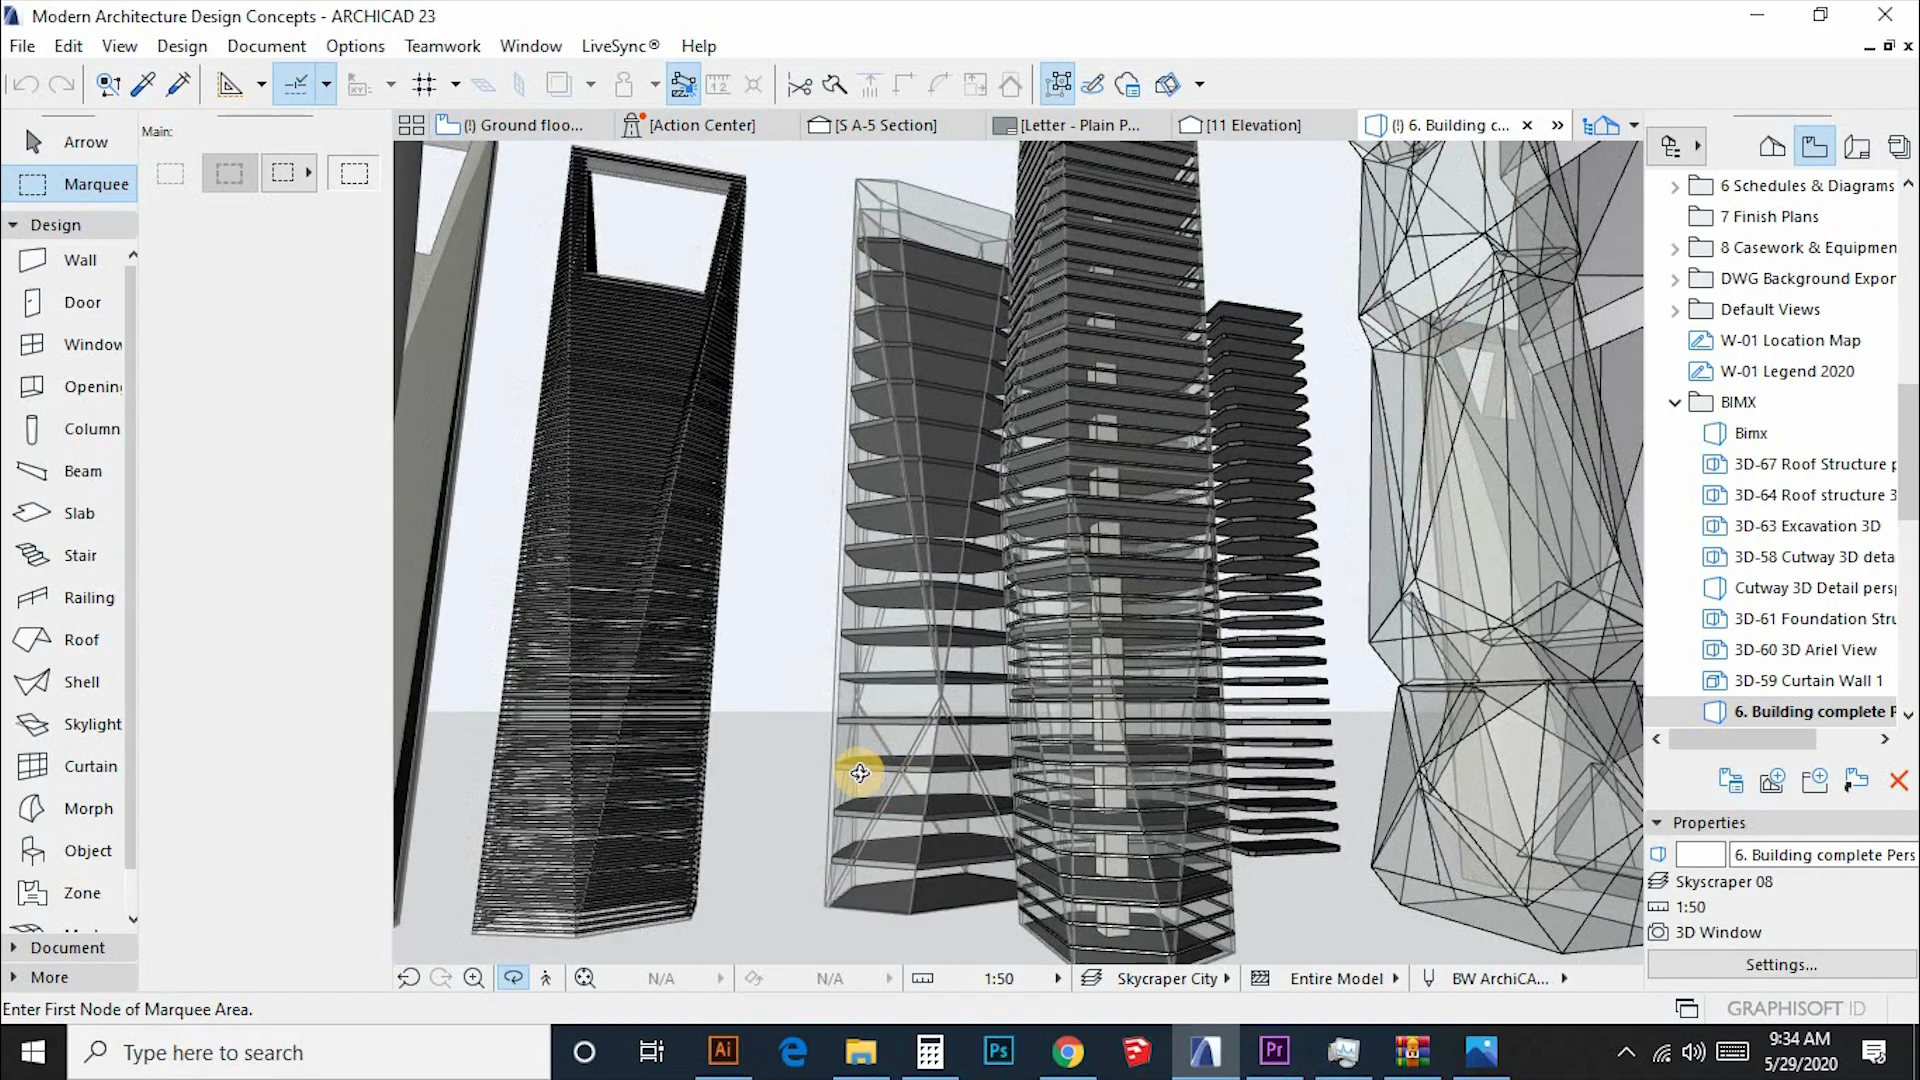 Modern Architecture Design Concepts - ARCHICAD 23
File Edit View Design Document Options Teamwork Window LiveSync® Help
Arrow
Marquee
Main:
(!) Ground floo...
[Action Center]
[S A-5 Section]
[Letter - Plain P...
[11 Elevation]
(!) 6. Building c...
Design
Wall
Door
Window
Opening
Column
Beam
Slab
Stair
Railing
Roof
Shell
Skylight
Curtain
Morph
Object
Zone
Document
More
6 Schedules & Diagrams
7 Finish Plans
8 Casework & Equipmen
DWG Background Expor
Default Views
W-01 Location Map
W-01 Legend 2020
BIMX
Bimx
3D-67 Roof Structure p
3D-64 Roof structure 3
3D-63 Excavation 3D
3D-58 Cutway 3D deta
Cutway 3D Detail pers
3D-61 Foundation Stru
3D-60 3D Ariel View
3D-59 Curtain Wall 1
6. Building complete P
Properties
6. Building complete Pers
Skyscraper 08
1:50
3D Window
Settings...
N/A
N/A
1:50
Skycraper City
Entire Model
BW ArchiCA...
Enter First Node of Marquee Area.
GRAPHISOFT ID
Type here to search
Ai
Ps
Pr
9:34 AM
5/29/2020